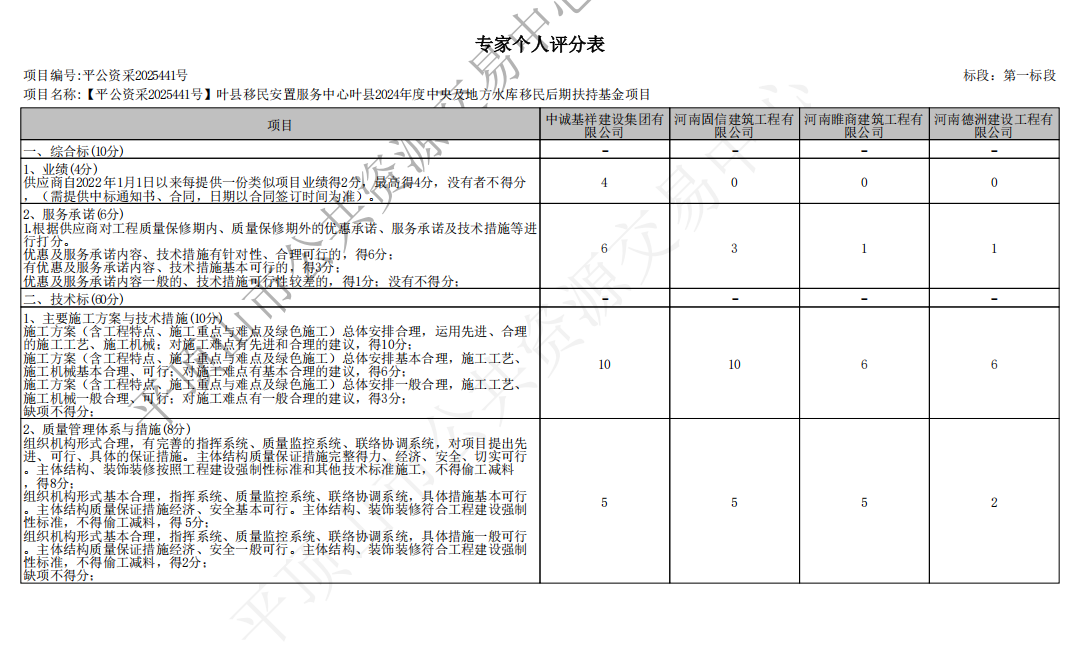 专家个人评分表
项目编号:平公资采2025441号
标段：第一标段
项目名称:【平公资采2025441号】叶县移民安置服务中心叶县2024年度中央及地方水库移民后期扶持基金项目
项目
中诚基祥建设集团有限公司
河南固信建筑工程有限公司
河南睢商建筑工程有限公司
河南德洲建设工程有限公司
一、综合标(10分)
-
-
-
-
1、业绩(4分)
供应商自2022年1月1日以来每提供一份类似项目业绩得2分，最高得4分，没有者不得分
，（需提供中标通知书、合同，日期以合同签订时间为准）。
4
0
0
0
2、服务承诺(6分)
1.根据供应商对工程质量保修期内、质量保修期外的优惠承诺、服务承诺及技术措施等进
行打分。
优惠及服务承诺内容、技术措施有针对性、合理可行的，得6分；
有优惠及服务承诺内容、技术措施基本可行的，得3分；
优惠及服务承诺内容一般的、技术措施可行性较差的，得1分；没有不得分；
6
3
1
1
二、技术标(60分)
-
-
-
-
1、主要施工方案与技术措施(10分)
施工方案（含工程特点、施工重点与难点及绿色施工）总体安排合理，运用先进、合理
的施工工艺、施工机械；对施工难点有先进和合理的建议，得10分；
施工方案（含工程特点、施工重点与难点及绿色施工）总体安排基本合理，施工工艺、
施工机械基本合理、可行；对施工难点有基本合理的建议，得6分；
施工方案（含工程特点、施工重点与难点及绿色施工）总体安排一般合理，施工工艺、
施工机械一般合理、可行；对施工难点有一般合理的建议，得3分；
缺项不得分；
10
10
6
6
2、质量管理体系与措施(8分)
组织机构形式合理，有完善的指挥系统、质量监控系统、联络协调系统，对项目提出先
进、可行、具体的保证措施。主体结构质量保证措施完整得力、经济、安全、切实可行
。主体结构、装饰装修按照工程建设强制性标准和其他技术标准施工，不得偷工减料
，得8分；
组织机构形式基本合理，指挥系统、质量监控系统、联络协调系统，具体措施基本可行
。主体结构质量保证措施经济、安全基本可行。主体结构、装饰装修符合工程建设强制
性标准，不得偷工减料，得 5分；
组织机构形式基本合理，指挥系统、质量监控系统、联络协调系统，具体措施一般可行
。主体结构质量保证措施经济、安全一般可行。主体结构、装饰装修符合工程建设强制
性标准，不得偷工减料，得2分；
缺项不得分；
5
5
5
2
平顶山市公共资源交易中心
平顶山市公共资源交易中心